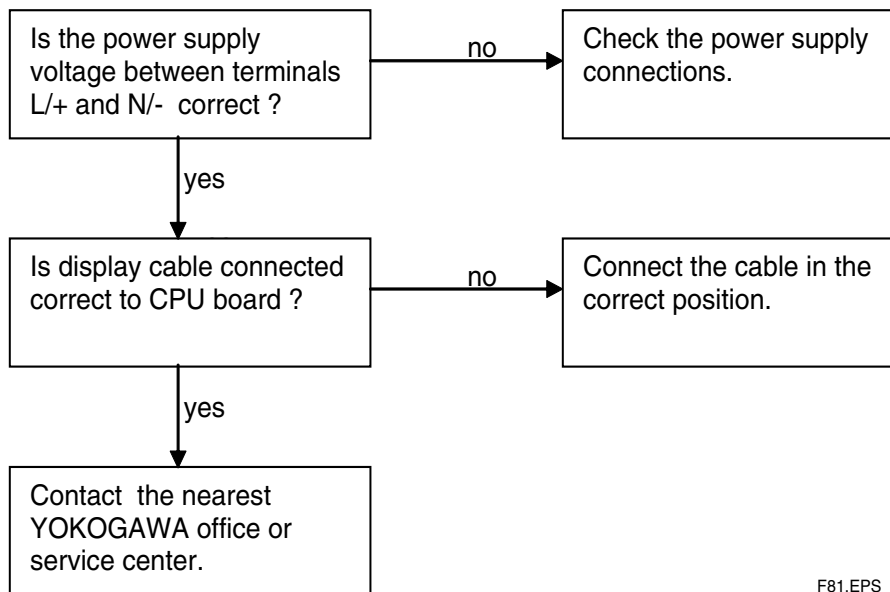 Is the power supply
voltage between terminals
L/+ and N/- correct ?
no
Check the power supply
connections.
yes
Is display cable connected
correct to CPU board ?
no
Connect the cable in the
correct position.
yes
Contact the nearest
YOKOGAWA office or
service center.
F81.EPS